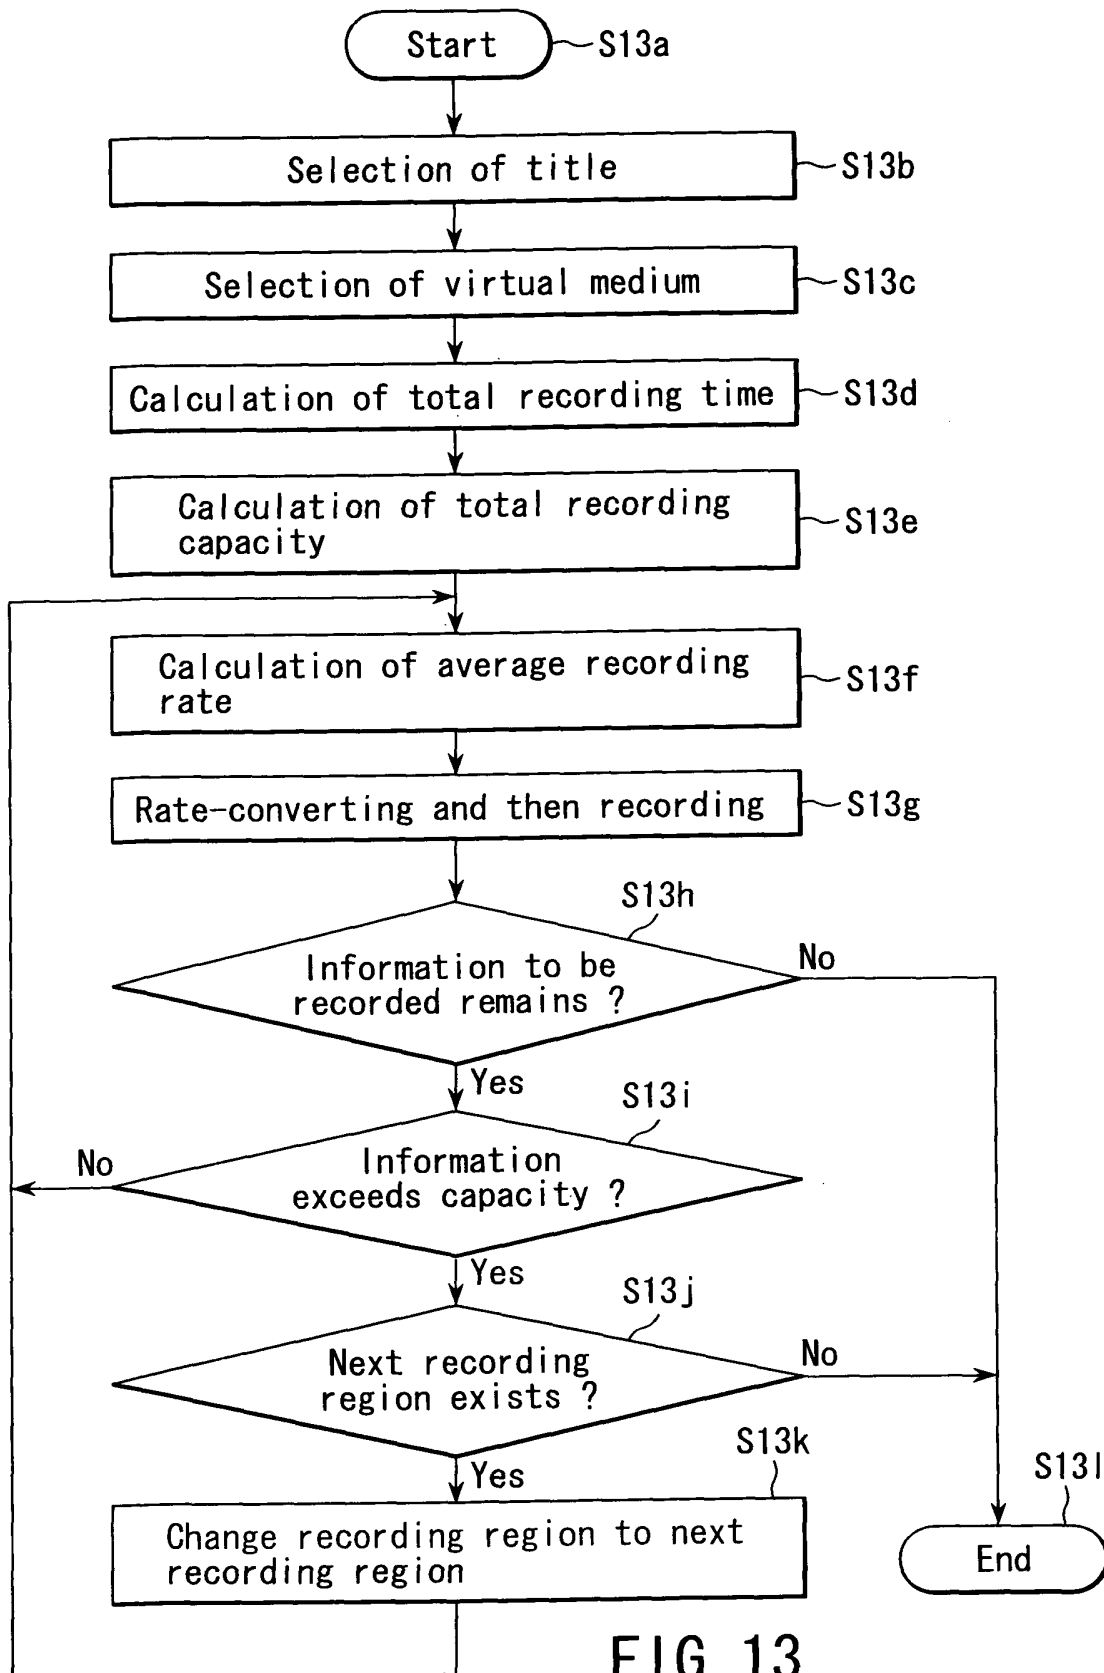 Start
S13a
Selection of title
S13b
Selection of virtual medium
S13c
Calculation of total recording time
S13d
Calculation of total recording
capacity
S13e
Calculation of average recording
rate
S13f
Rate-converting and then recording
S13g
S13h
Information to be
recorded remains ?
No
Yes
S13i
Information
exceeds capacity ?
No
Yes
S13j
Next recording
region exists ?
No
Yes
S13k
Change recording region to next
recording region
S13l
End
FIG. 13